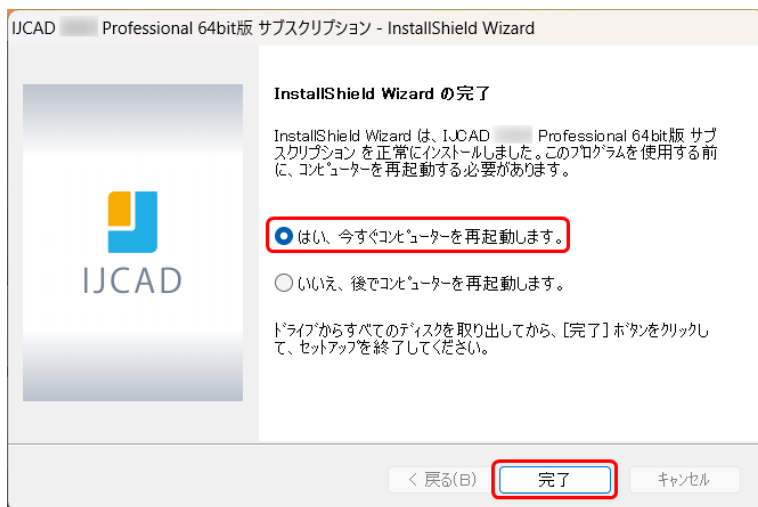 IJCAD Professional 64bit版 サブスクリプション - InstallShield Wizard
InstallShield Wizard の完了
InstallShield Wizard は、IJCAD Professional 64bit版 サブ
スクリプション を正常にインストールしました。このプログラムを使用する前
に、コンピューターを再起動する必要があります。
はい、今すぐコンピューターを再起動します。
IJCAD
いいえ、後でコンピューターを再起動します。
ドライブからすべてのディスクを取り出してから、[完了] ボタンをクリックし
て、セットアップを終了してください。
< 戻る(B) 完了 キャンセル